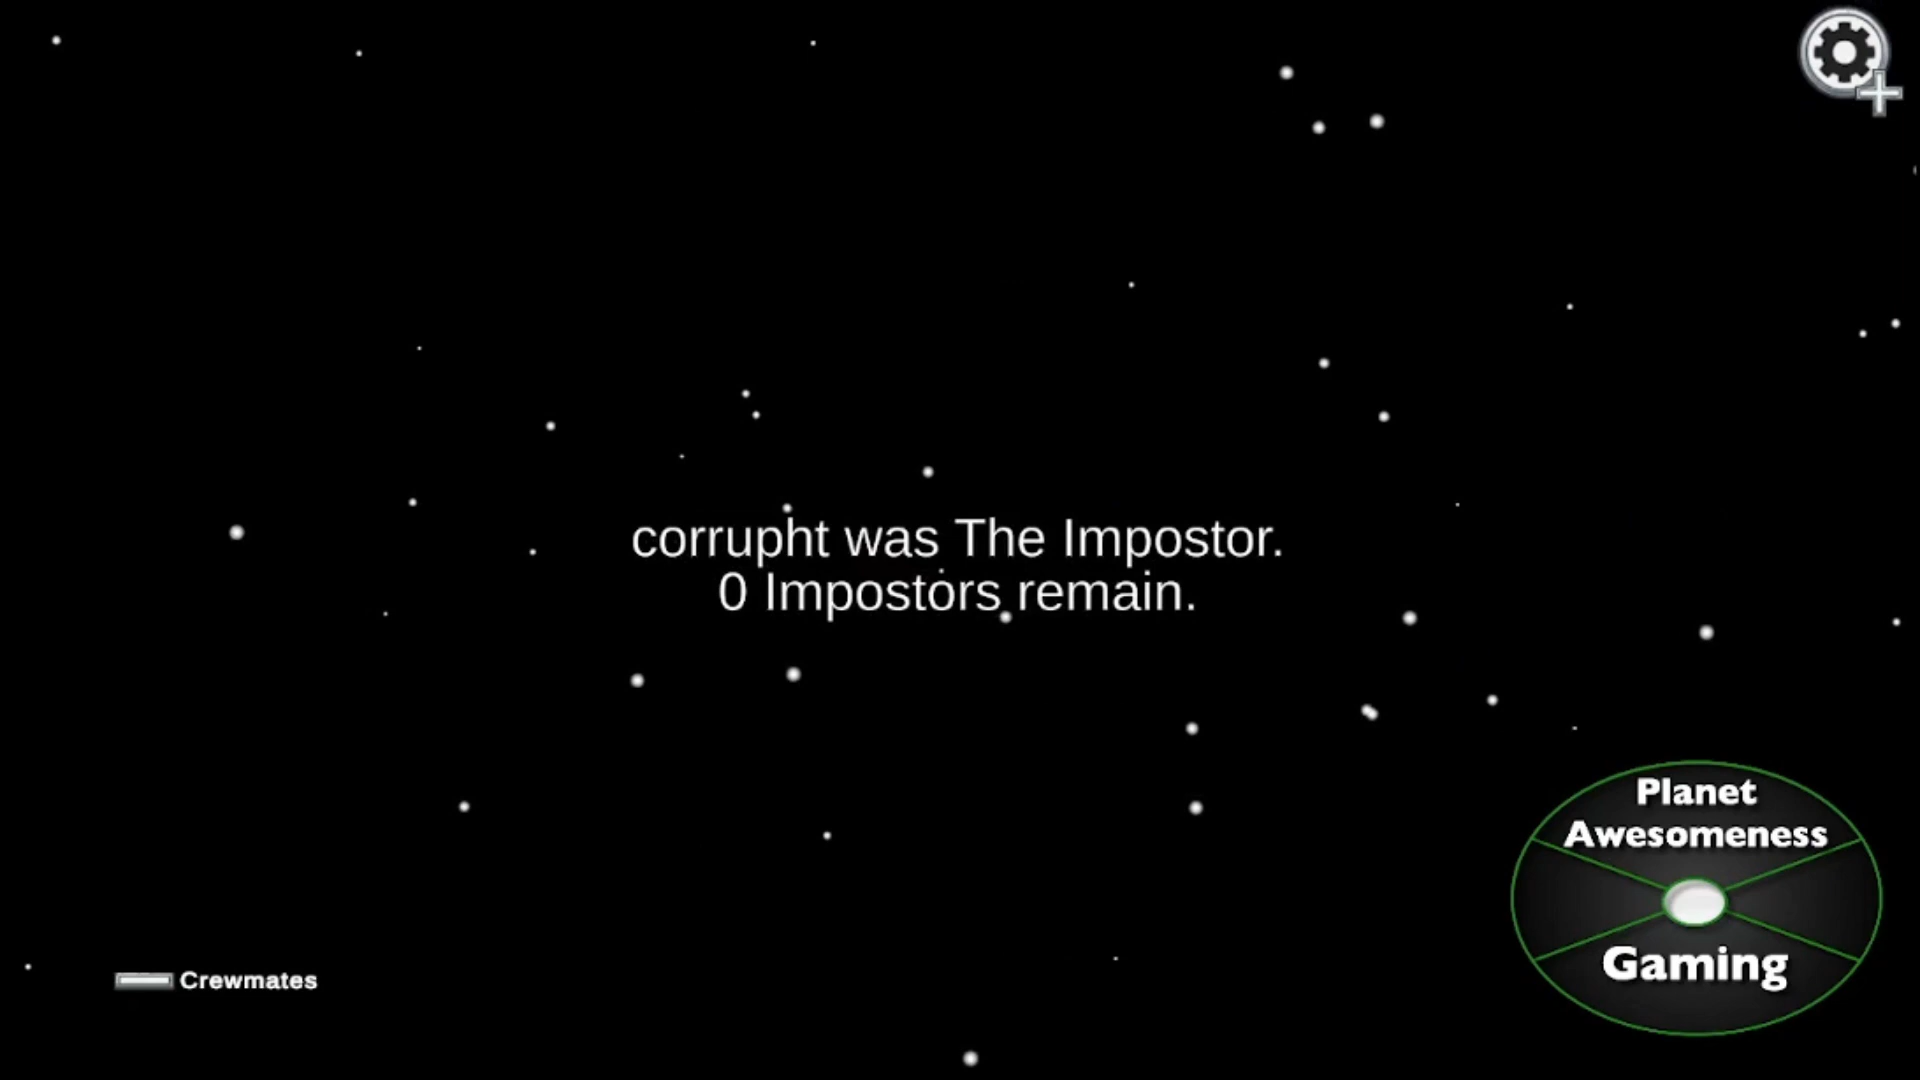 corrupht was The Impostor.
0 Impostors remain.
Planet
Awesomeness
Gaming
Crewmates